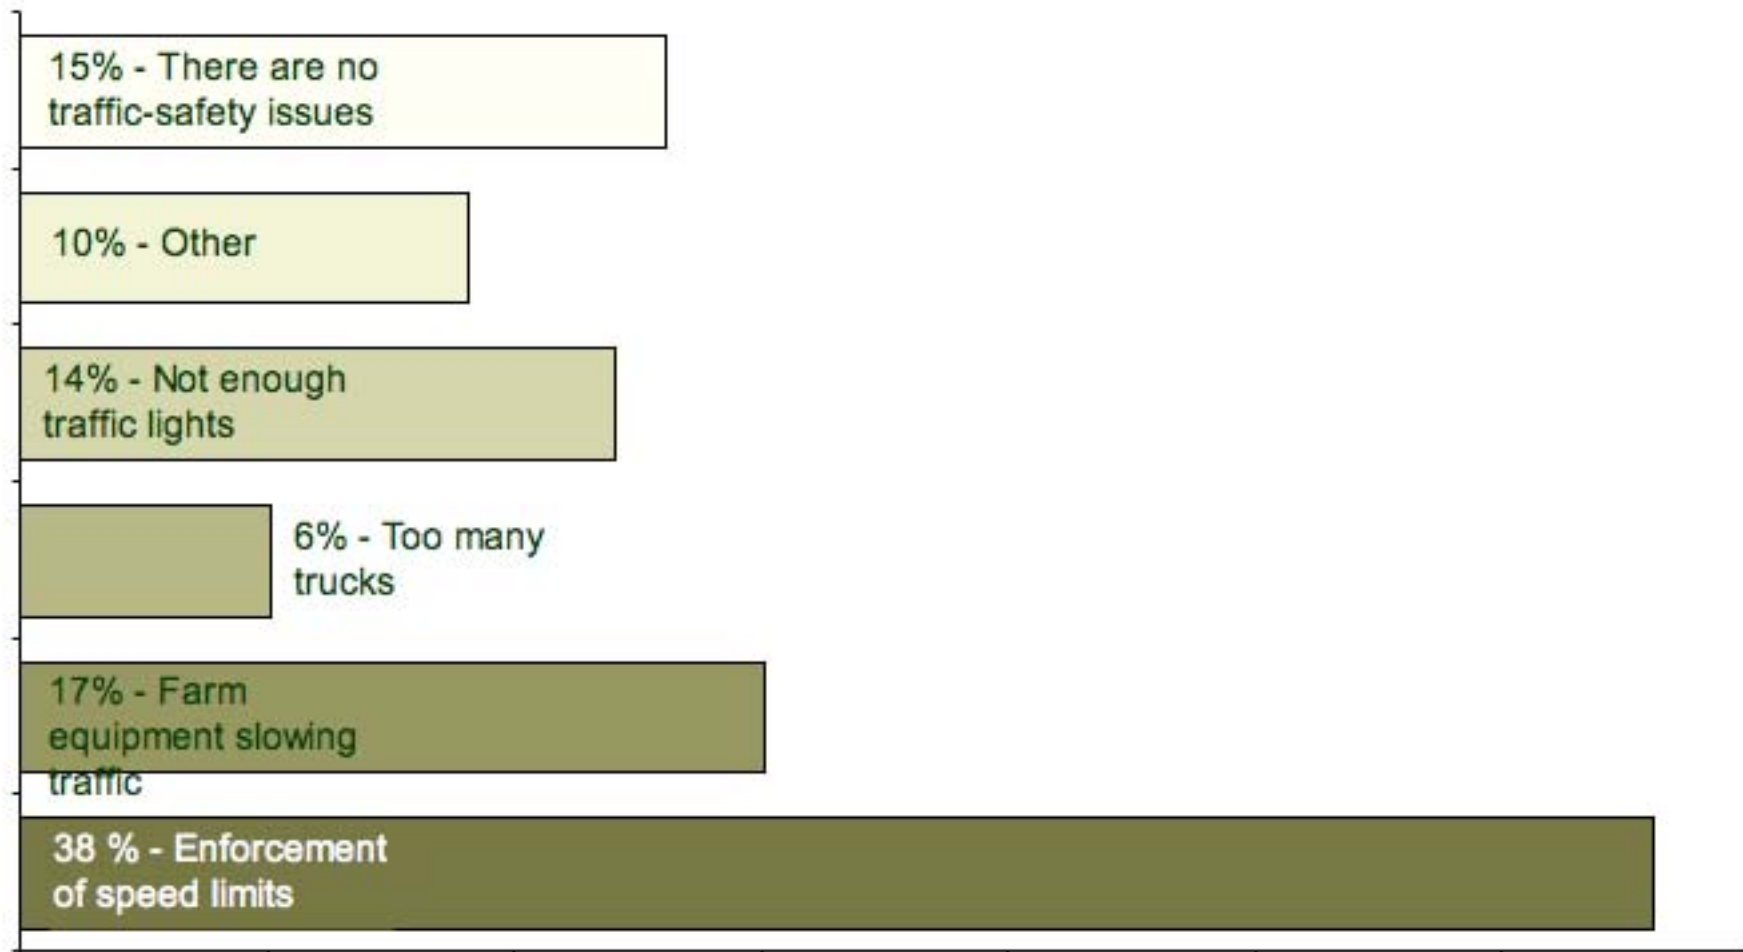 15% - There are no
traffic-safety issues
10% - Other
14% - Not enough
traffic lights
6% - Too many
trucks
17% - Farm
equipment slowing
traffic
38 % - Enforcement
of speed limits